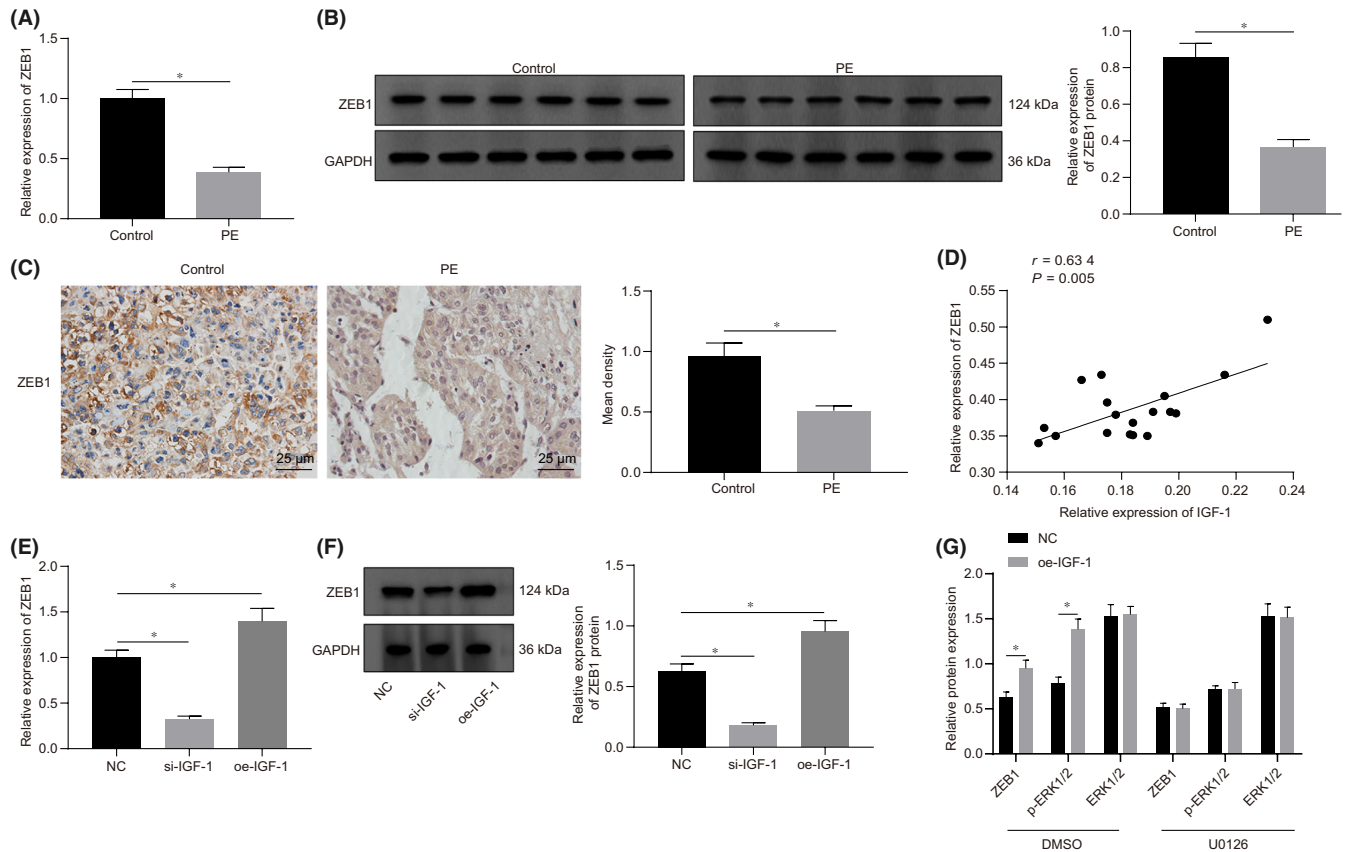 (A)
Relative expression of ZEB1
1.5
1.0
0.5
0.0
*
Control
PE
(B)
Control
PE
ZEB1
124 kDa
GAPDH
36 kDa
Relative expression
of ZEB1 protein
1.0
0.8
0.6
0.4
0.2
0.0
*
Control
PE
(C)
Control
PE
ZEB1
25 µm
25 µm
Mean density
1.5
1.0
0.5
0.0
*
Control
PE
(D)
r = 0.63 4
P = 0.005
Relative expression of ZEB1
0.55
0.50
0.45
0.40
0.35
0.30
0.14
0.16
0.18
0.20
0.22
0.24
Relative expression of IGF-1
(E)
Relative expression of ZEB1
2.0
1.5
1.0
0.5
0.0
*
*
NC
si-IGF-1
oe-IGF-1
(F)
ZEB1
124 kDa
GAPDH
36 kDa
NC
si-IGF-1
oe-IGF-1
Relative expression
of ZEB1 protein
1.5
1.0
0.5
0.0
*
*
NC
si-IGF-1
oe-IGF-1
(G)
NC
oe-IGF-1
Relative protein expression
2.0
1.5
1.0
0.5
0.0
*
*
ZEB1
p-ERK1/2
ERK1/2
ZEB1
p-ERK1/2
ERK1/2
DMSO
U0126